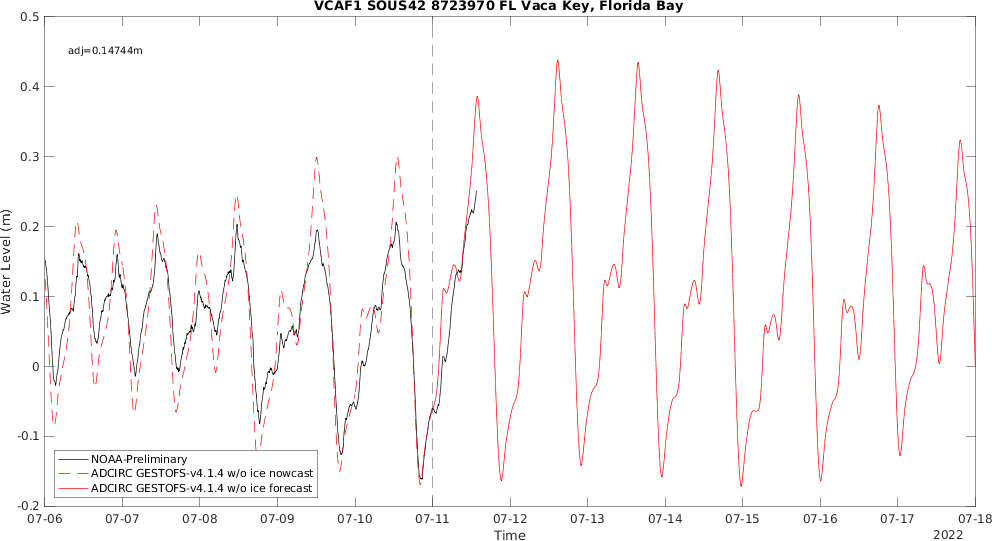 VCAF1 SOUS42 8723970 FL Vaca Key, Florida Bay
adj=0.14744m
Water Level (m)
0.5
0.4
0.3
0.2
0.1
0
-0.1
-0.2
NOAA-Preliminary
ADCIRC GESTOFS-v4.1.4 w/o ice nowcast
ADCIRC GESTOFS-v4.1.4 w/o ice forecast
07-06 07-07 07-08 07-09 07-10 07-11 07-12 07-13 07-14 07-15 07-16 07-17 07-18
Time
2022